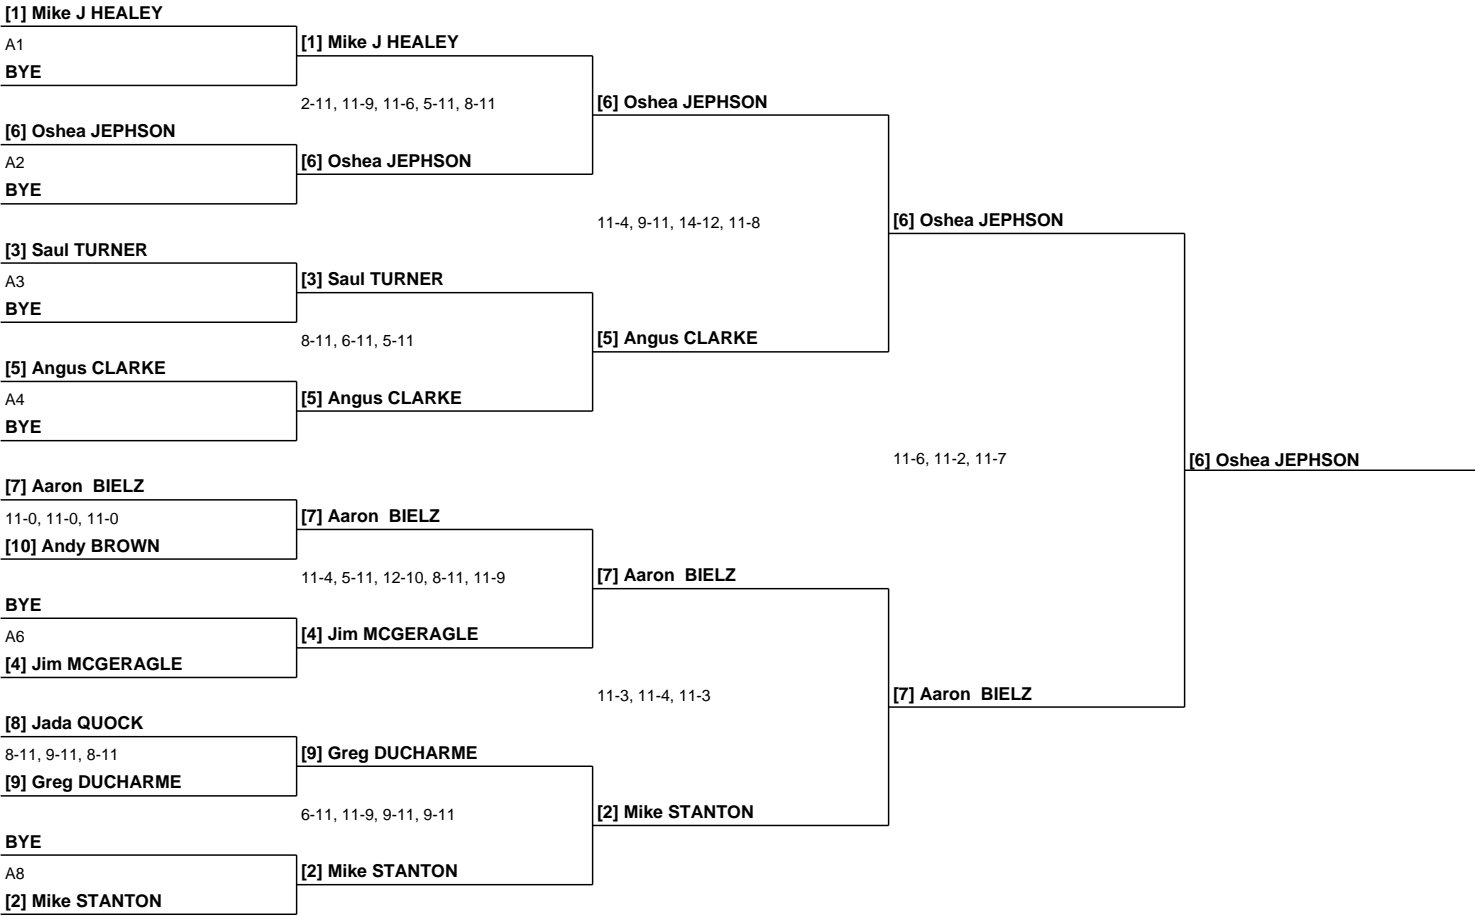 [1] Mike J HEALEY
A1
BYE
[6] Oshea JEPHSON
A2
BYE
[3] Saul TURNER
A3
BYE
[5] Angus CLARKE
A4
BYE
[7] Aaron  BIELZ
11-0, 11-0, 11-0
[10] Andy BROWN
BYE
A6
[4] Jim MCGERAGLE
[8] Jada QUOCK
8-11, 9-11, 8-11
[9] Greg DUCHARME
BYE
A8
[2] Mike STANTON
[1] Mike J HEALEY
2-11, 11-9, 11-6, 5-11, 8-11
[6] Oshea JEPHSON
[3] Saul TURNER
8-11, 6-11, 5-11
[5] Angus CLARKE
[7] Aaron  BIELZ
11-4, 5-11, 12-10, 8-11, 11-9
[4] Jim MCGERAGLE
[9] Greg DUCHARME
6-11, 11-9, 9-11, 9-11
[2] Mike STANTON
[6] Oshea JEPHSON
11-4, 9-11, 14-12, 11-8
[5] Angus CLARKE
[7] Aaron  BIELZ
11-3, 11-4, 11-3
[2] Mike STANTON
[6] Oshea JEPHSON
11-6, 11-2, 11-7
[7] Aaron  BIELZ
[6] Oshea JEPHSON